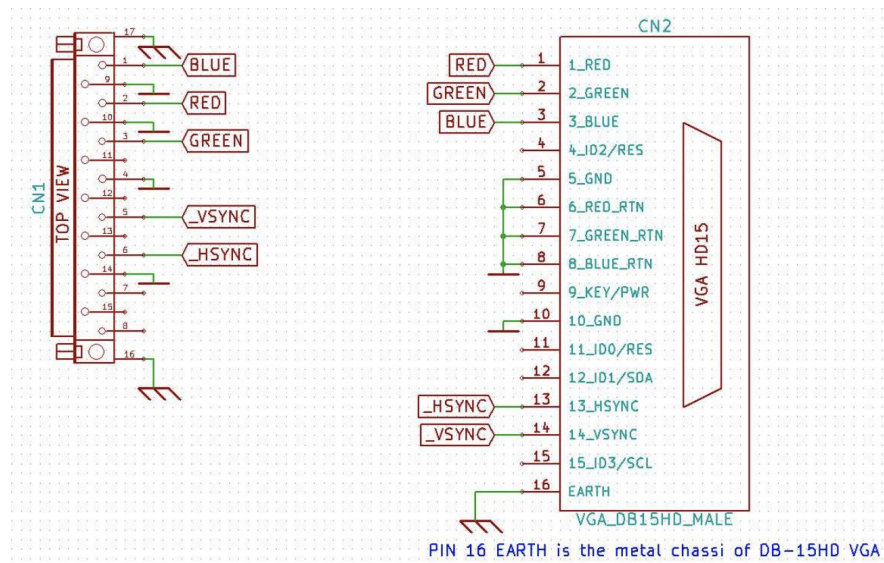 CN2
17
1
BLUE
9
2
RED
10
3
GREEN
11
4
12
5
_VSYNC
13
6
_HSYNC
14
7
15
8
16
CN1
TOP VIEW
RED 1 1_RED
GREEN 2 2_GREEN
BLUE 3 3_BLUE
4 4_ID2/RES
5 5_GND
6 6_RED_RTN
7 7_GREEN_RTN
8 8_BLUE_RTN
9 9_KEY/PWR
10 10_GND
11 11_ID0/RES
12 12_ID1/SDA
_HSYNC 13 13_HSYNC
_VSYNC 14 14_VSYNC
15 15_ID3/SCL
16 EARTH
VGA HD15
VGA_DB15HD_MALE
PIN 16 EARTH is the metal chassi of DB-15HD VGA